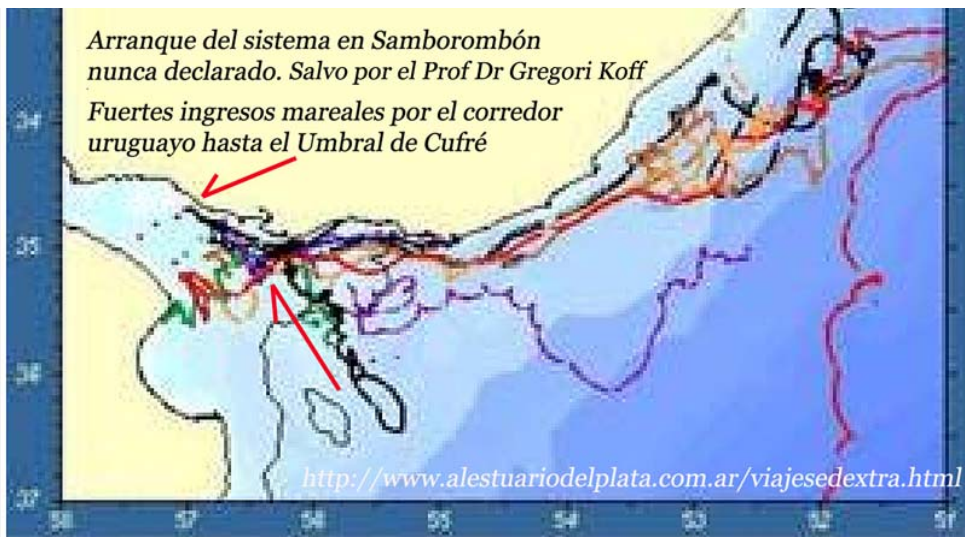 Arranque del sistema en Samborombón
nunca declarado. Salvo por el Prof Dr Gregori Koff
Fuertes ingresos mareales por el corredor
uruguayo hasta el Umbral de Cufré
34
35
36
http://www.alestuariodelplata.com.ar/viajesedextra.html
37
58 57 56 55 54 53 52 51